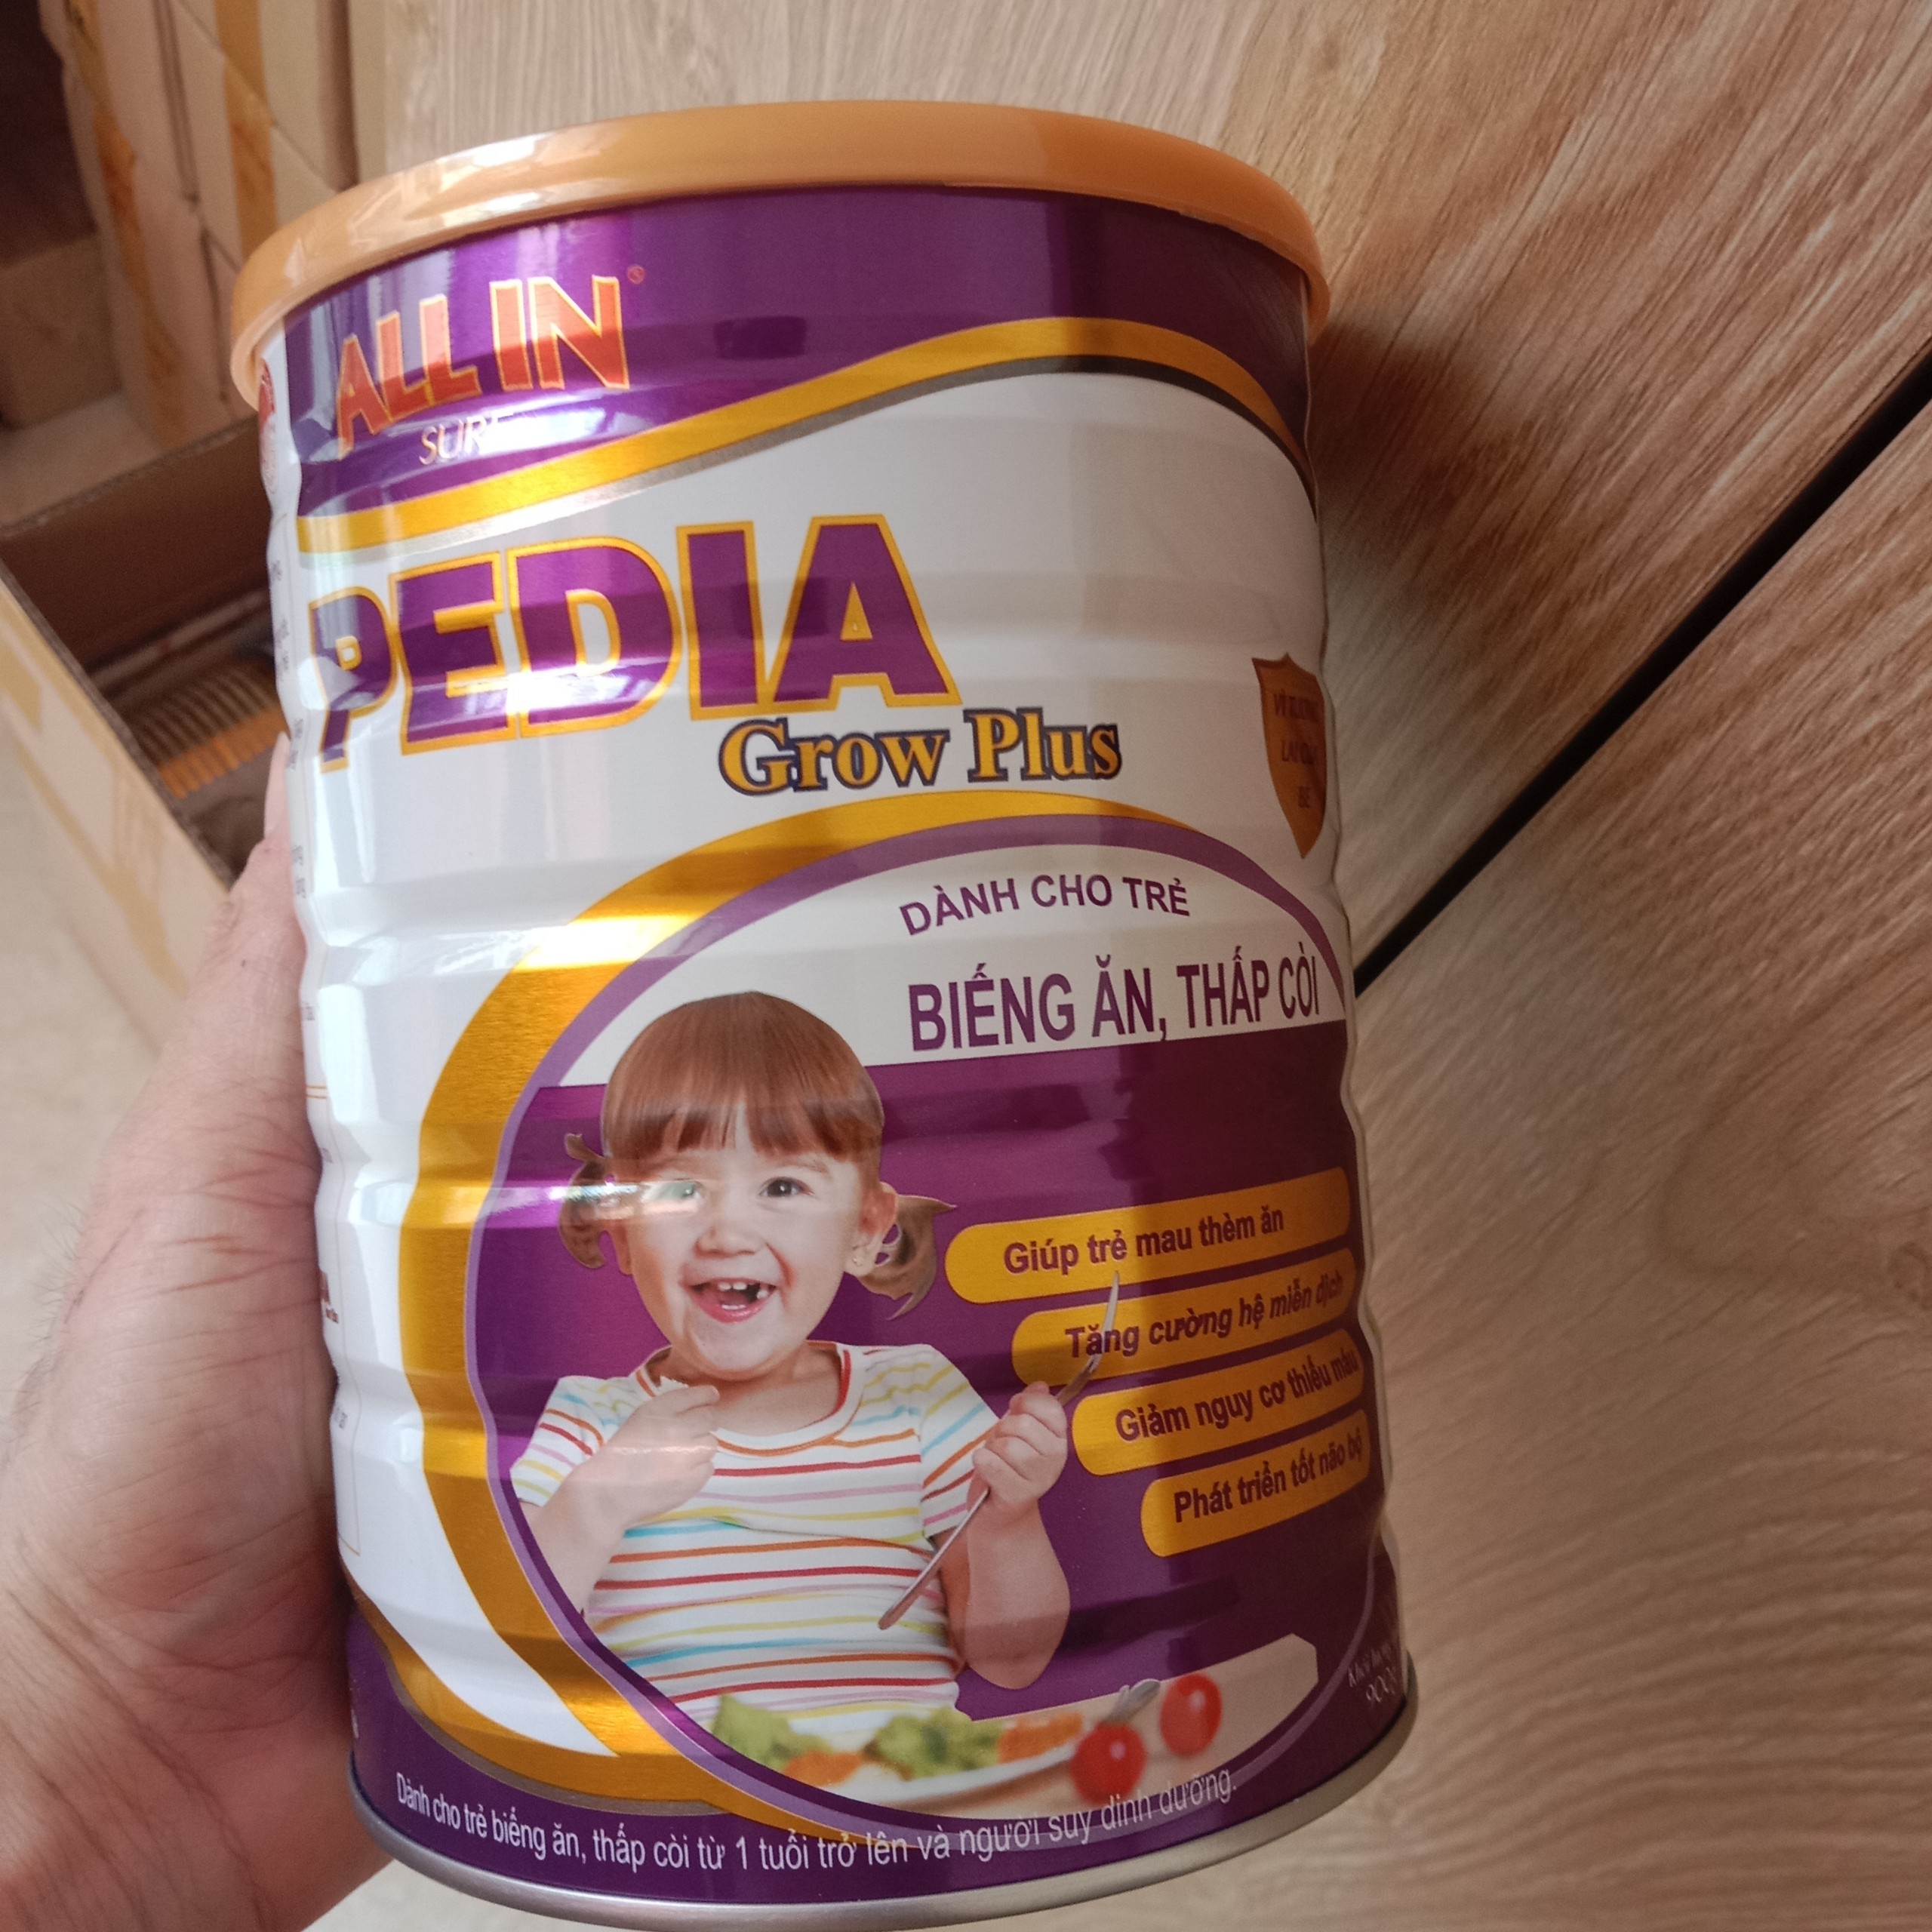 ALL IN®
SURE
PEDIA
Grow Plus
DÀNH CHO TRẺ
BIẾNG ĂN, THẤP CÒI
Giúp trẻ mau thèm ăn
Tăng cường hệ miễn dịch
Giảm nguy cơ thiếu máu
Phát triển tốt não bộ
900g
Dành cho trẻ biếng ăn, thấp còi từ 1 tuổi trở lên và người suy dinh dưỡng.